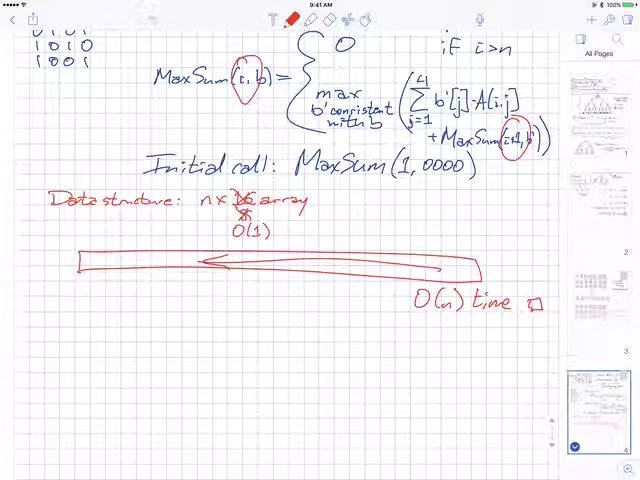 9:41 AM
100%
0101
1010
1001
All Pages
MaxSum(i, b) = { 0 if i>n
max b' consistent with b ( 4 Σ j=1 b'[j]·A[i,j]
+ MaxSum(i+1, b'))
Initial call: MaxSum(1, 0000)
Data structure: n x 16 array
8
O(1)
O(n) time □
1
2
3
4